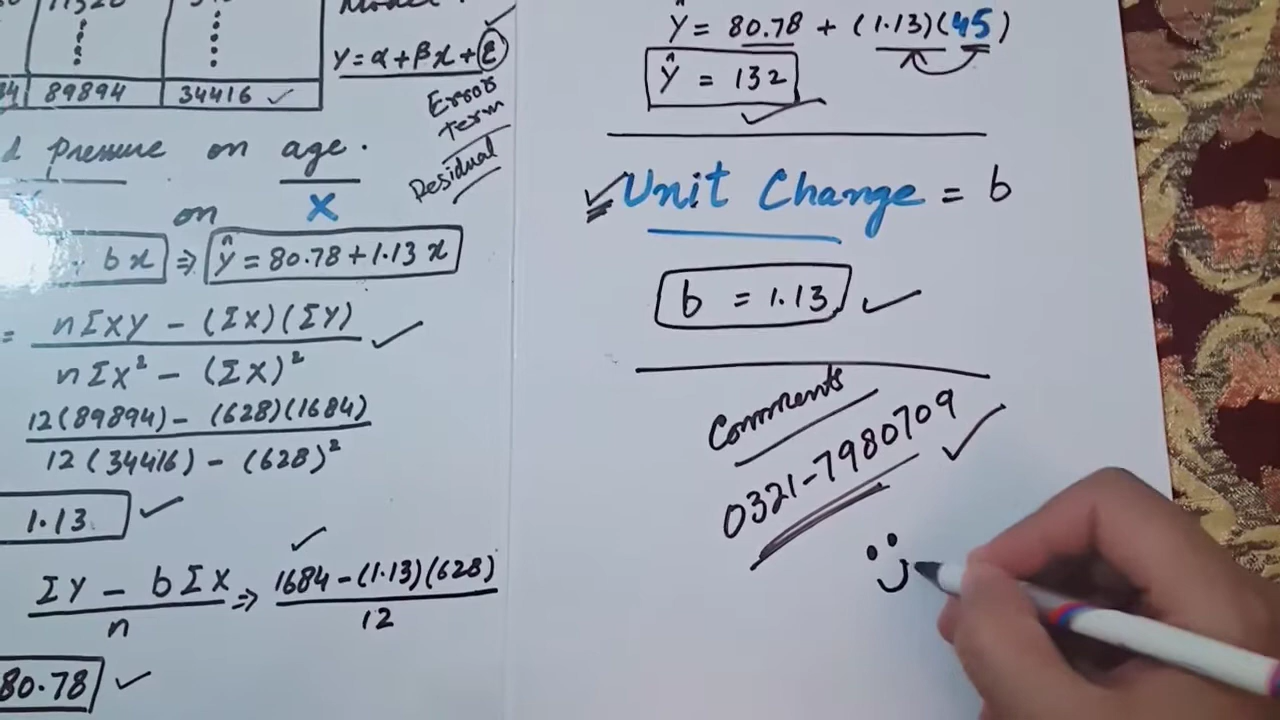 89894 34416 ✓
Y = α + βx + ε
Error
Term
Residual
Pressure on age.
on X
bx ⇒ Ŷ = 80.78 + 1.13 x
= nΣXY - (ΣX)(ΣY)
nΣX² - (ΣX)²
12(89894) - (628)(1684)
12(34416) - (628)²
1.13
ΣY - bΣX ⇒ 1684 - (1.13)(628)
n 12
80.78
Ŷ = 80.78 + (1.13)(45)
Ŷ = 132
Unit Change = b
b = 1.13
Comments
0321-7980709